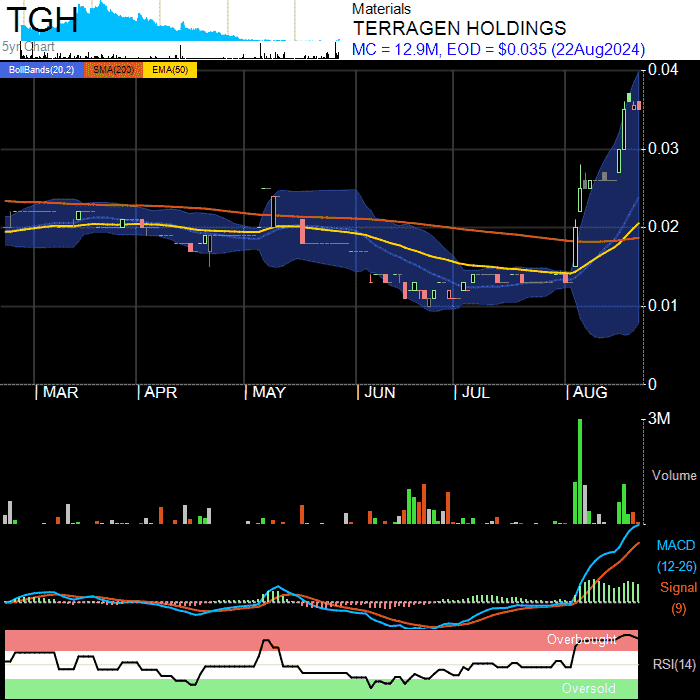 TGH
5yr Chart
Materials
TERRAGEN HOLDINGS
MC = 12.9M, EOD = $0.035 (22Aug2024)
BollBands(20,2) SMA(200) EMA(50)
0.04
0.03
0.02
0.01
0
| MAR | APR | MAY | JUN | JUL | AUG
3M
Volume
MACD
(12-26)
Signal
(9)
Overbought
RSI(14)
Oversold